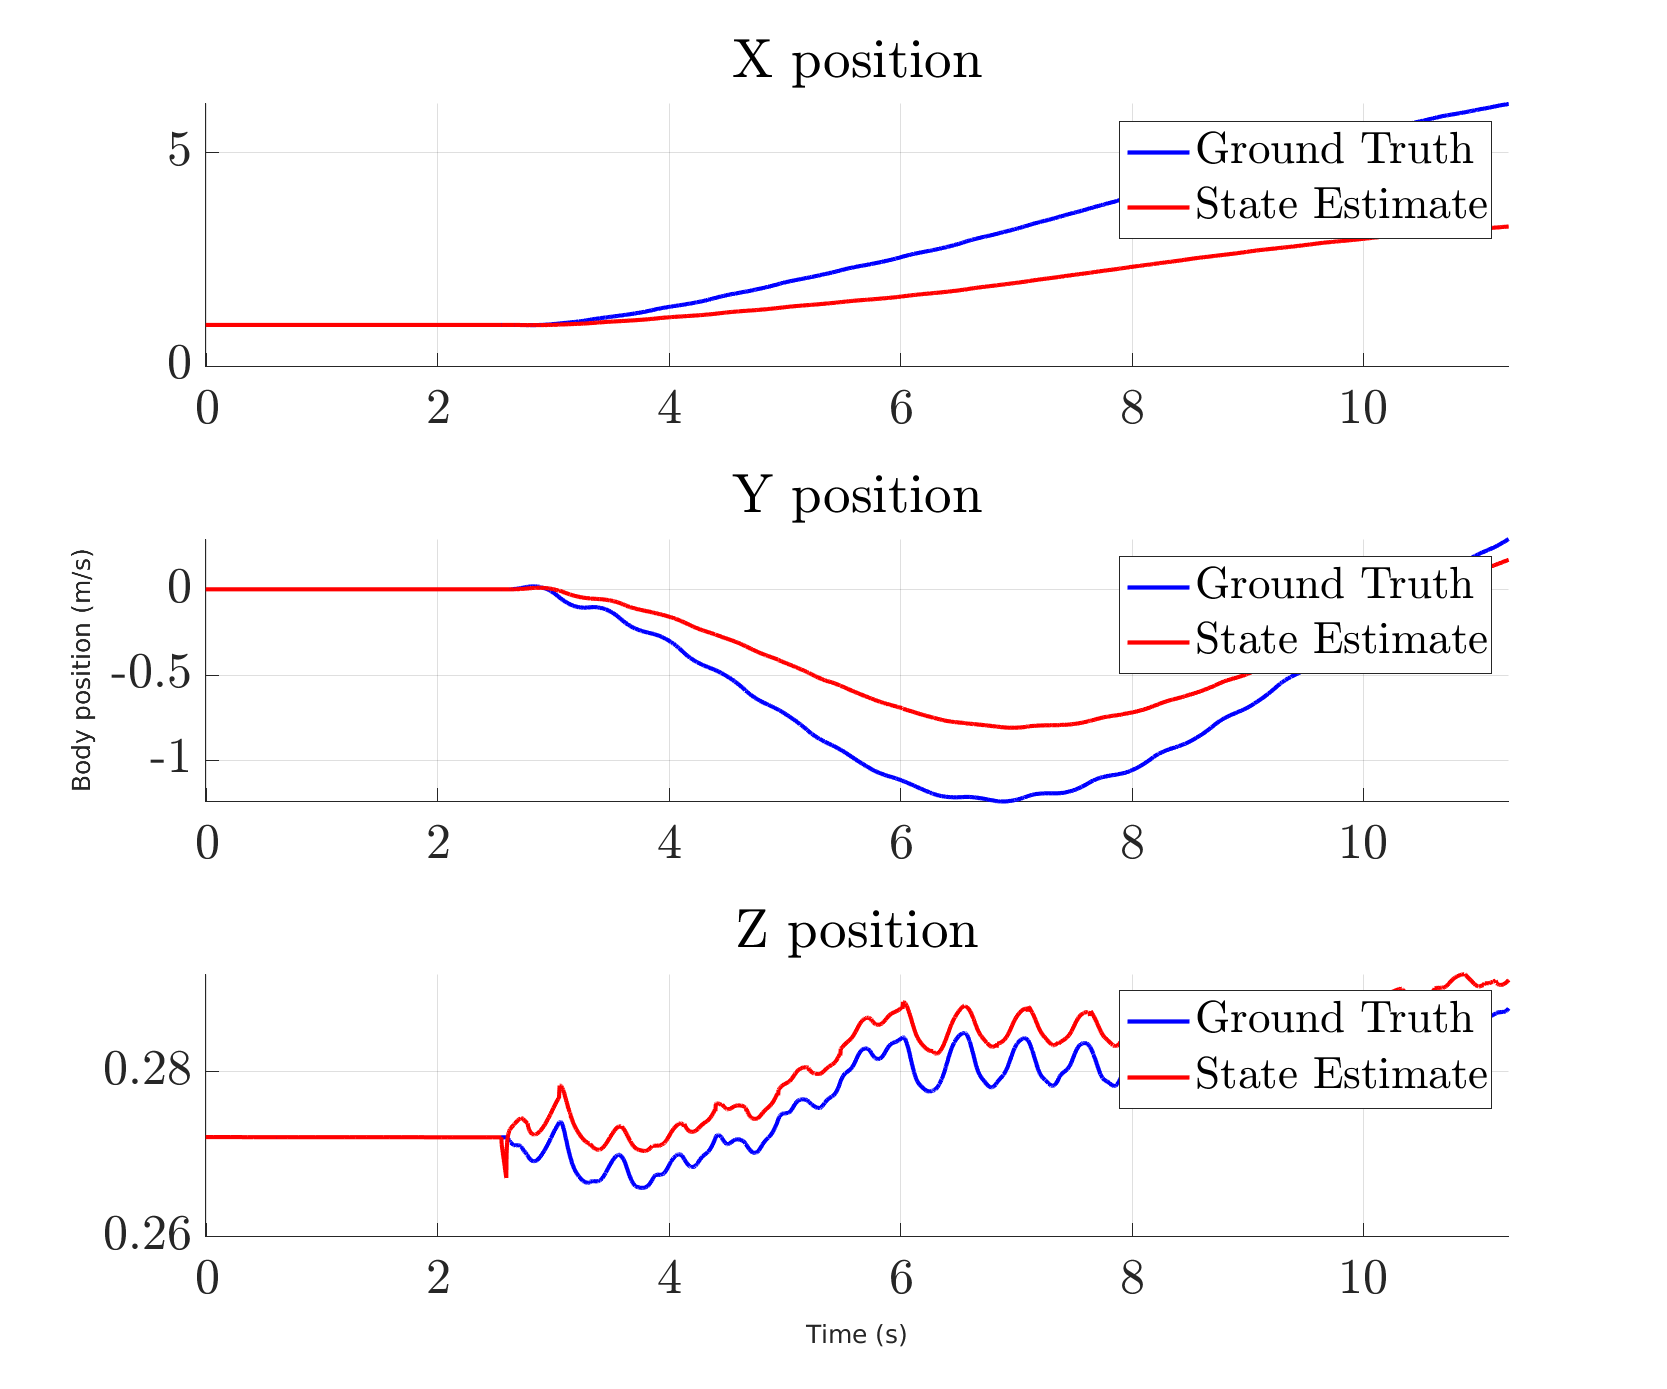 X position
5
0
Ground Truth
State Estimate
0 2 4 6 8 10
Y position
Body position (m/s)
0
-0.5
-1
Ground Truth
State Estimate
0 2 4 6 8 10
Z position
0.28
0.26
Ground Truth
State Estimate
0 2 4 6 8 10
Time (s)